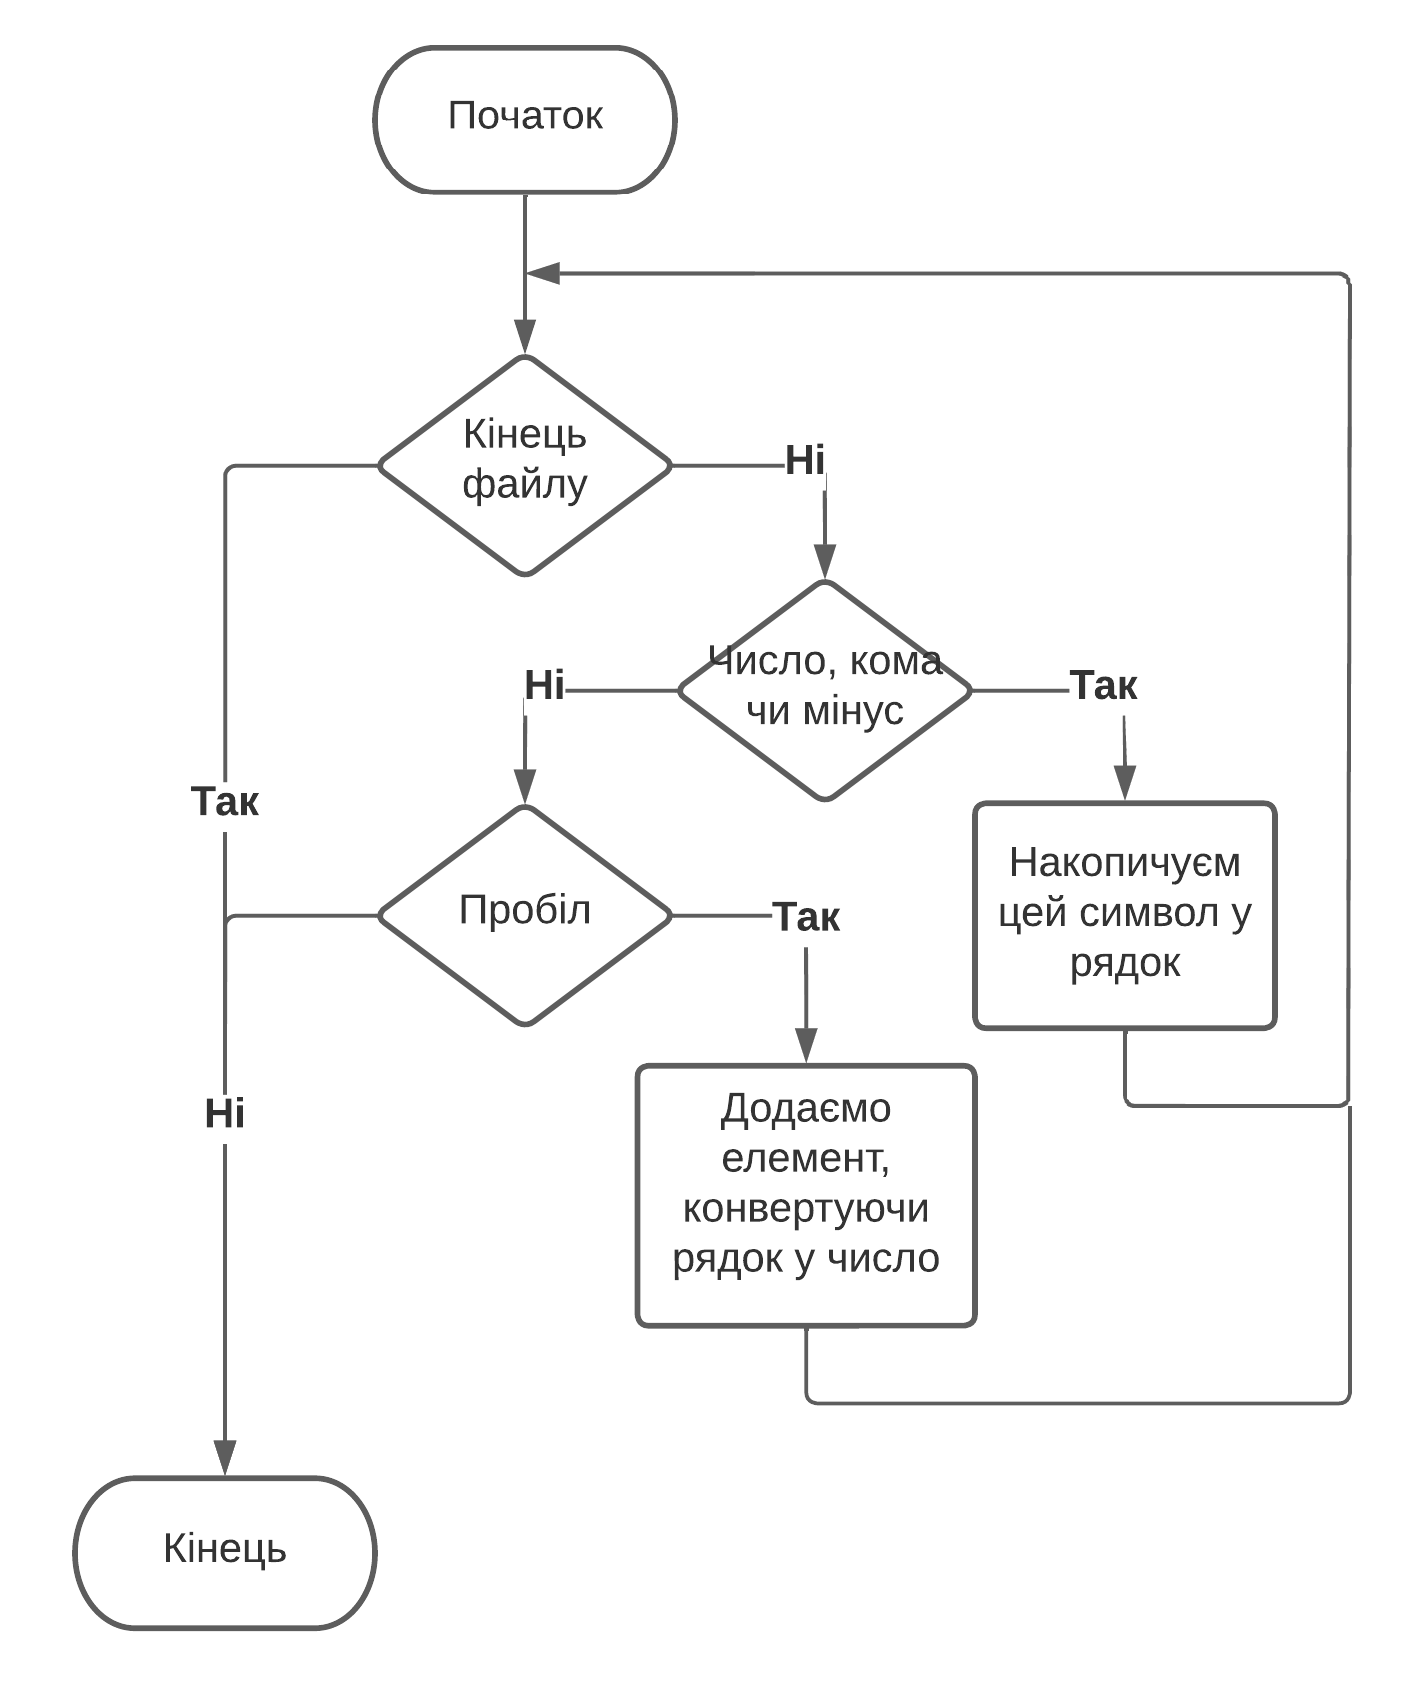 Початок
Кінець
файлу
Ні
Число, кома
чи мінус
Ні
Так
Так
Накопичуєм
цей символ у
рядок
Пробіл
Так
Ні
Додаємо
елемент,
конвертуючи
рядок у число
Кінець